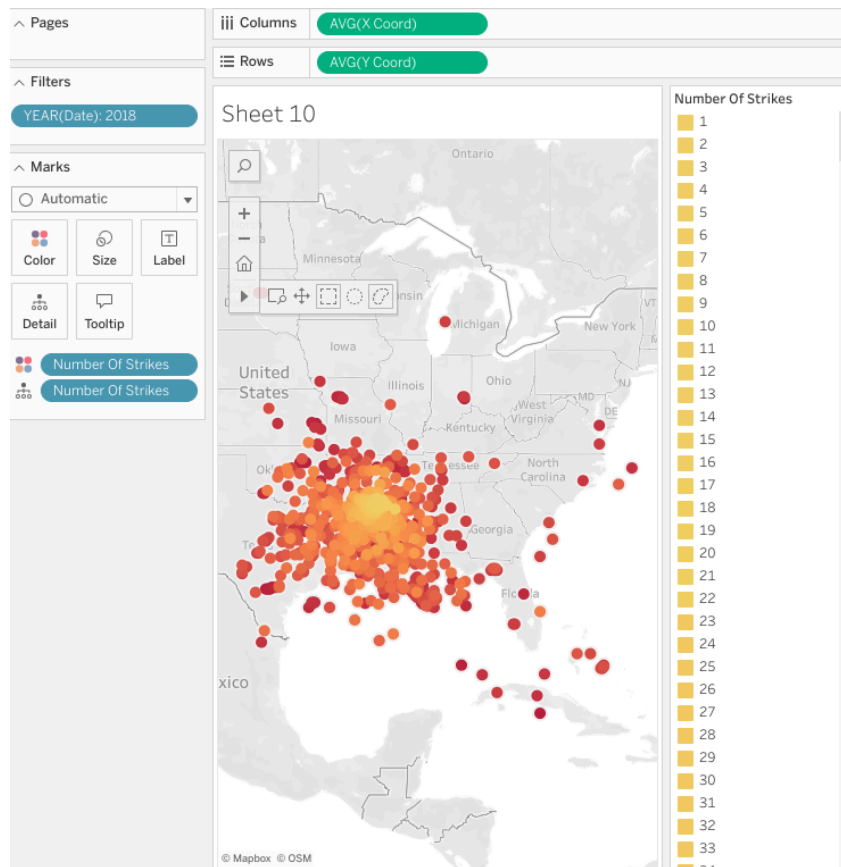 Pages
Columns
AVG(X Coord)
Rows
AVG(Y Coord)
Filters
YEAR(Date): 2018
Marks
Automatic
Color
Size
Label
Detail
Tooltip
Number Of Strikes
Number Of Strikes
Sheet 10
Ontario
Minnesota
Michigan
New York
VT
Iowa
United
States
Illinois
Ohio
NJ
MD
DE
West
Virginia
Missouri
Kentucky
Tennessee
North
Carolina
Georgia
Florida
xico
© Mapbox © OSM
Number Of Strikes
1
2
3
4
5
6
7
8
9
10
11
12
13
14
15
16
17
18
19
20
21
22
23
24
25
26
27
28
29
30
31
32
33